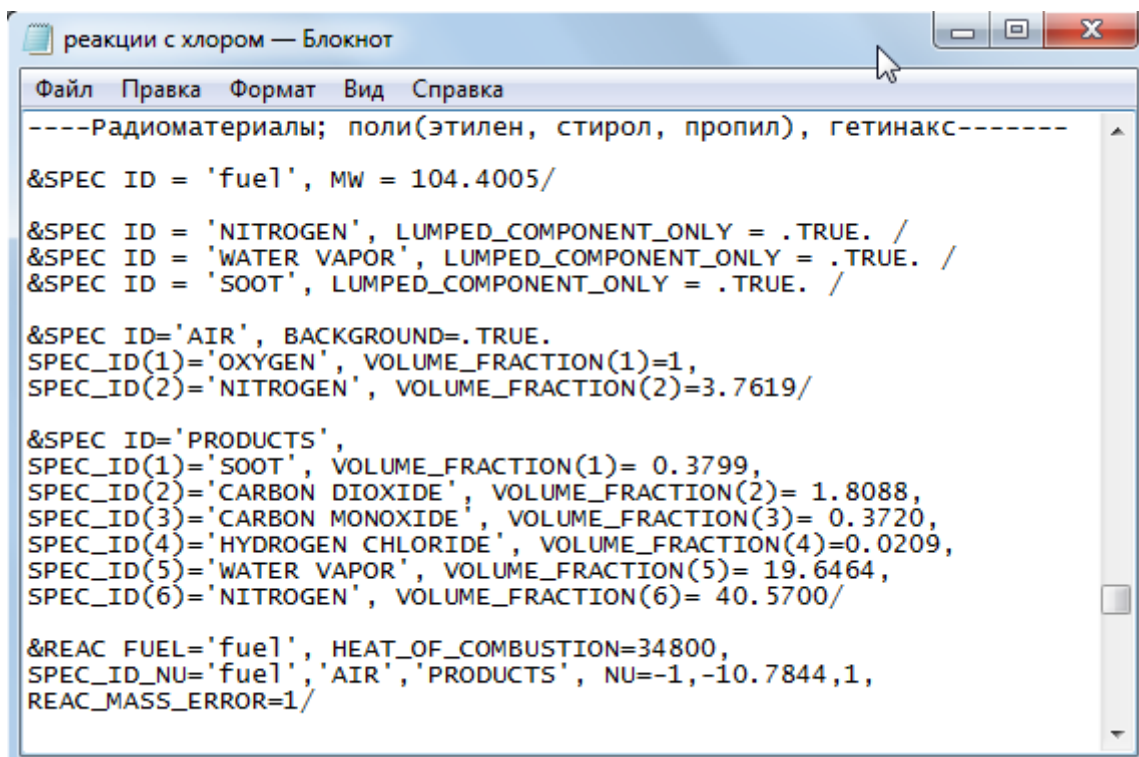 реакции с хлором — Блокнот
Файл Правка Формат Вид Справка
----Радиоматериалы; поли(этилен, стирол, пропил), гетинакс-------
&SPEC ID = 'fuel', MW = 104.4005/
&SPEC ID = 'NITROGEN', LUMPED_COMPONENT_ONLY = .TRUE. /
&SPEC ID = 'WATER VAPOR', LUMPED_COMPONENT_ONLY = .TRUE. /
&SPEC ID = 'SOOT', LUMPED_COMPONENT_ONLY = .TRUE. /
&SPEC ID='AIR', BACKGROUND=.TRUE.
SPEC_ID(1)='OXYGEN', VOLUME_FRACTION(1)=1,
SPEC_ID(2)='NITROGEN', VOLUME_FRACTION(2)=3.7619/
&SPEC ID='PRODUCTS',
SPEC_ID(1)='SOOT', VOLUME_FRACTION(1)= 0.3799,
SPEC_ID(2)='CARBON DIOXIDE', VOLUME_FRACTION(2)= 1.8088,
SPEC_ID(3)='CARBON MONOXIDE', VOLUME_FRACTION(3)= 0.3720,
SPEC_ID(4)='HYDROGEN CHLORIDE', VOLUME_FRACTION(4)=0.0209,
SPEC_ID(5)='WATER VAPOR', VOLUME_FRACTION(5)= 19.6464,
SPEC_ID(6)='NITROGEN', VOLUME_FRACTION(6)= 40.5700/
&REAC FUEL='fuel', HEAT_OF_COMBUSTION=34800,
SPEC_ID_NU='fuel','AIR','PRODUCTS', NU=-1,-10.7844,1,
REAC_MASS_ERROR=1/